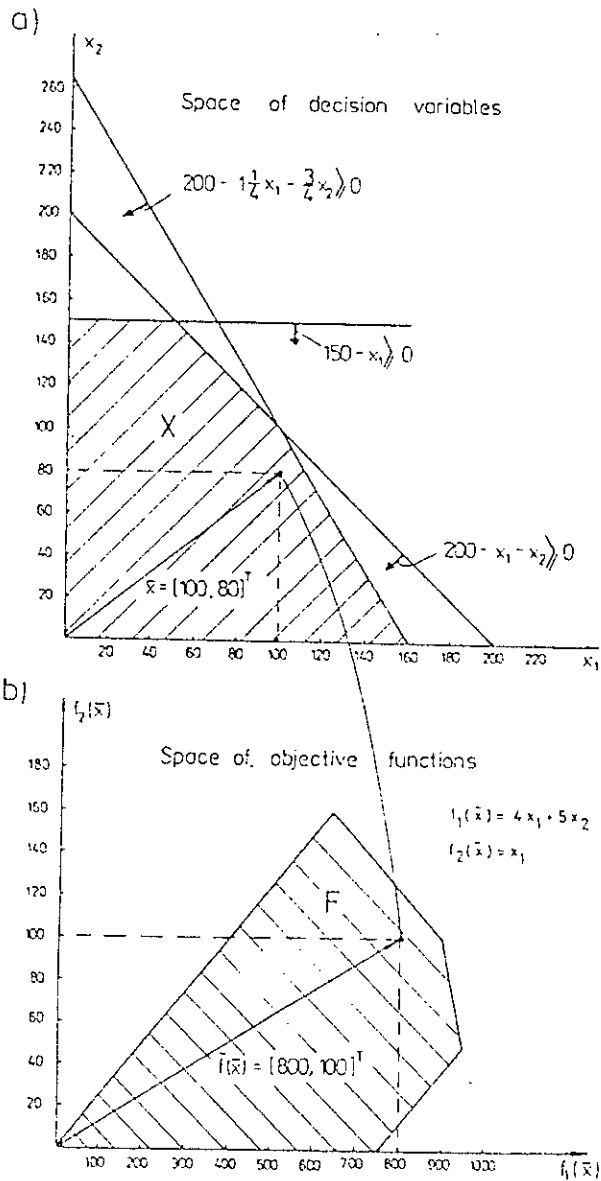 a)
x₂
260
240
200
180
160
140
120
100
80
60
40
20
Space of decision variables
200 - 1 1/4 x₁ - 3/4 x₂ ⩾ 0
150 - x₁ ⩾ 0
X
200 - x₁ - x₂ ⩾ 0
x̄ = [100, 80]ᵀ
20 40 60 80 100 120 140 160 180 200 220 x₁
b)
f₂(x̄)
180
160
140
120
100
80
60
40
20
Space of objective functions
f₁(x̄) = 4x₁ + 5x₂
f₂(x̄) = x₁
F
f̄(x̄) = [800, 100]ᵀ
100 200 300 400 500 600 700 800 900 1000 f₁(x̄)